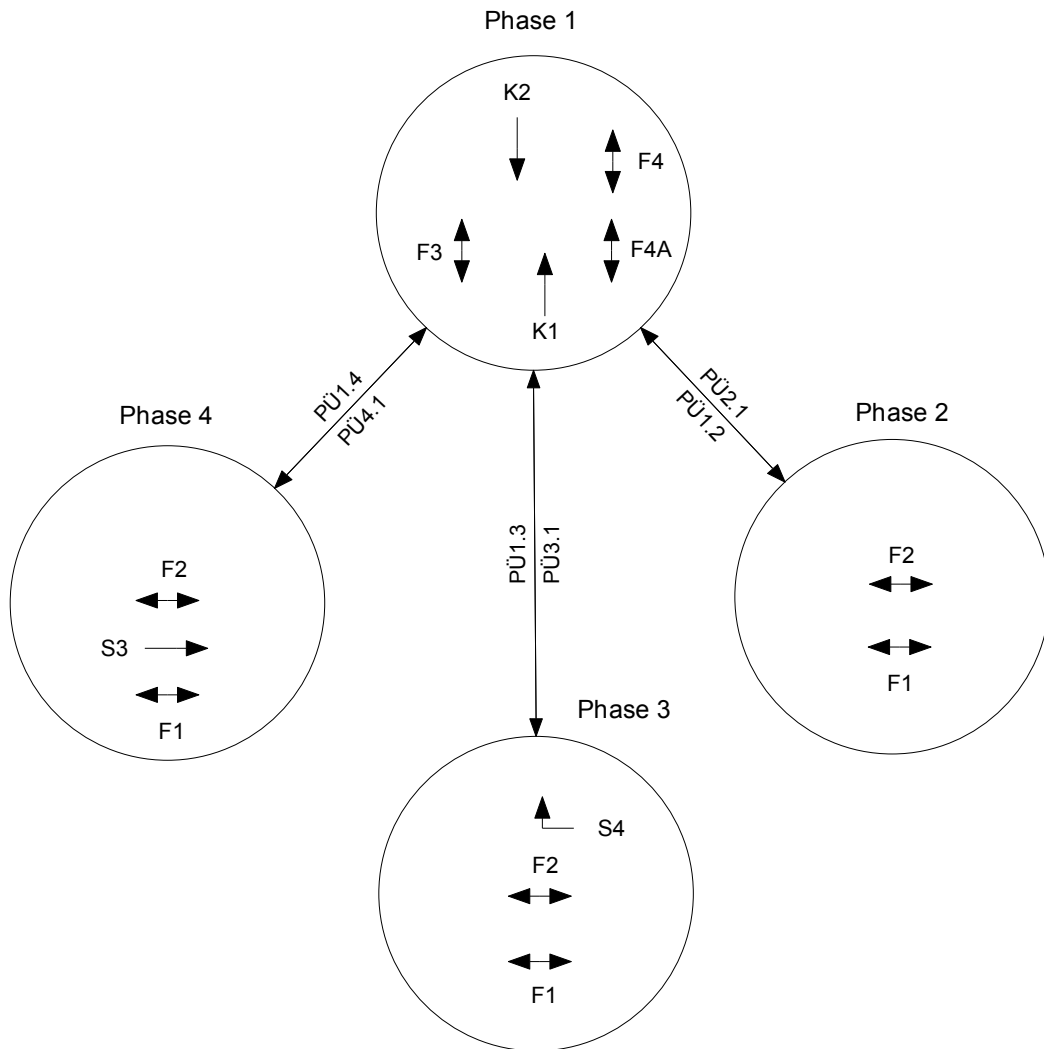 Phase 1
K2
F4
F3
F4A
K1
PÜ1.4
PÜ4.1
PÜ2.1
PÜ1.2
Phase 4
Phase 2
PÜ1.3
PÜ3.1
F2
S3
F1
F2
F1
Phase 3
S4
F2
F1